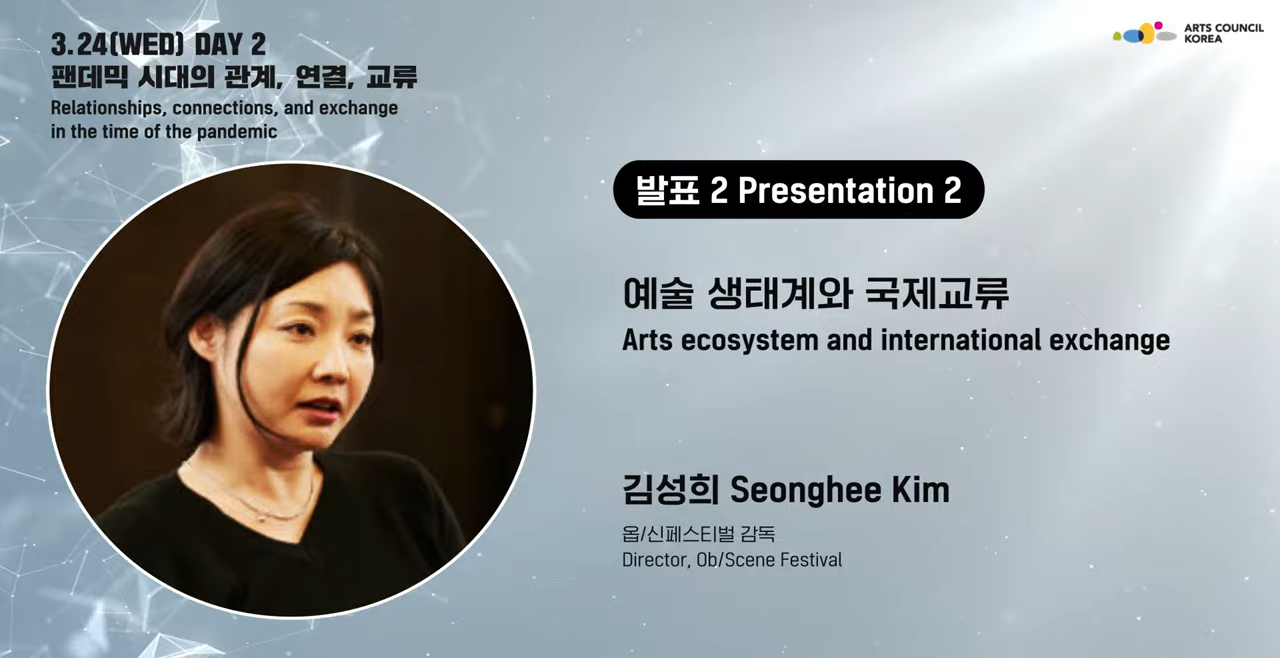 3.24(WED) DAY 2
팬데믹 시대의 관계, 연결, 교류
Relationships, connections, and exchange
in the time of the pandemic
ARTS COUNCIL
KOREA
발표 2 Presentation 2
예술 생태계와 국제교류
Arts ecosystem and international exchange
김성희 Seonghee Kim
옵/신페스티벌 감독
Director, Ob/Scene Festival